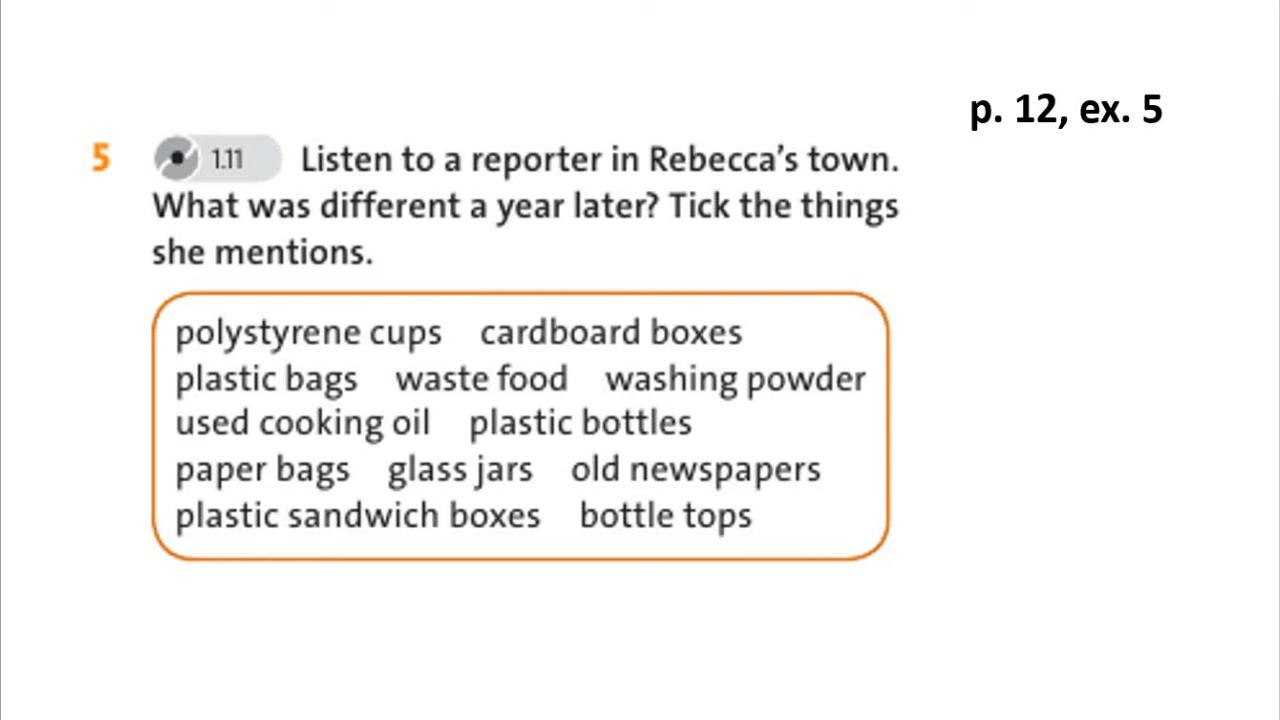 p. 12, ex. 5
5 1.11 Listen to a reporter in Rebecca's town.
What was different a year later? Tick the things
she mentions.
polystyrene cups cardboard boxes
plastic bags waste food washing powder
used cooking oil plastic bottles
paper bags glass jars old newspapers
plastic sandwich boxes bottle tops